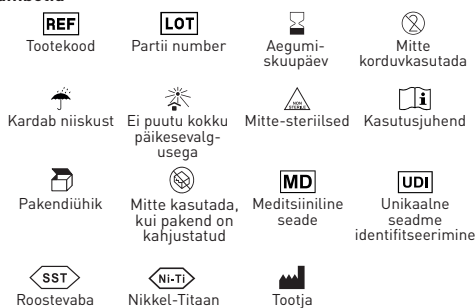 REF LOT
Tootekood Partii number Aegumi- Mitte
skuupäev korduvkasutada
NON
STERILE
Kardab niiskust Ei puutu kokku Mitte-steriilsed Kasutusjuhend
päikesevalg-
usega
MD UDI
Pakendiühik Mitte kasutada, Meditsiiniline Unikaalne
kui pakend on seade seadme
kahjustatud identifitseerimine
SST Ni-Ti
Roostevaba Nikkel-Titaan Tootja